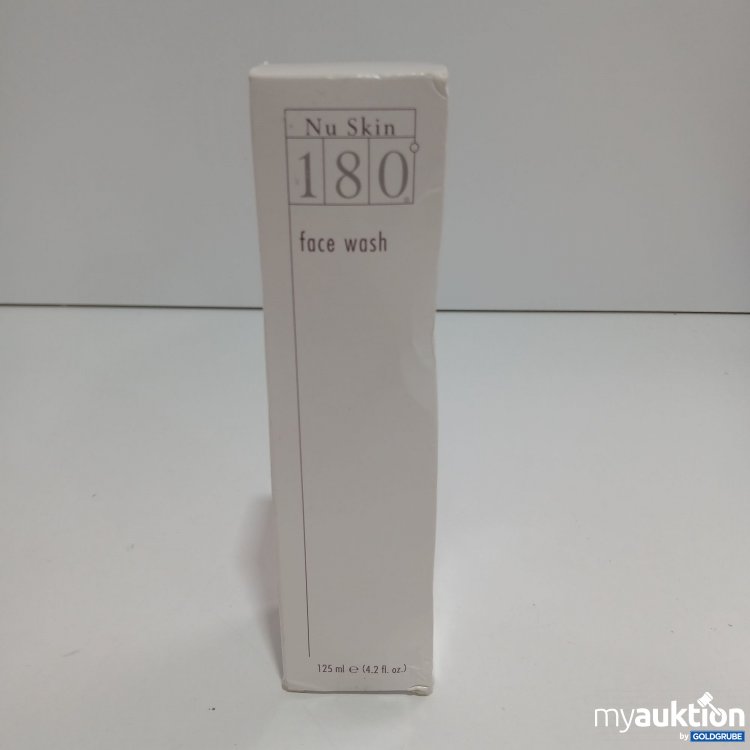 Nu Skin
180°
face wash
125 ml ℮ (4.2 fl. oz.)
myauktion
by GOLDGRUBE